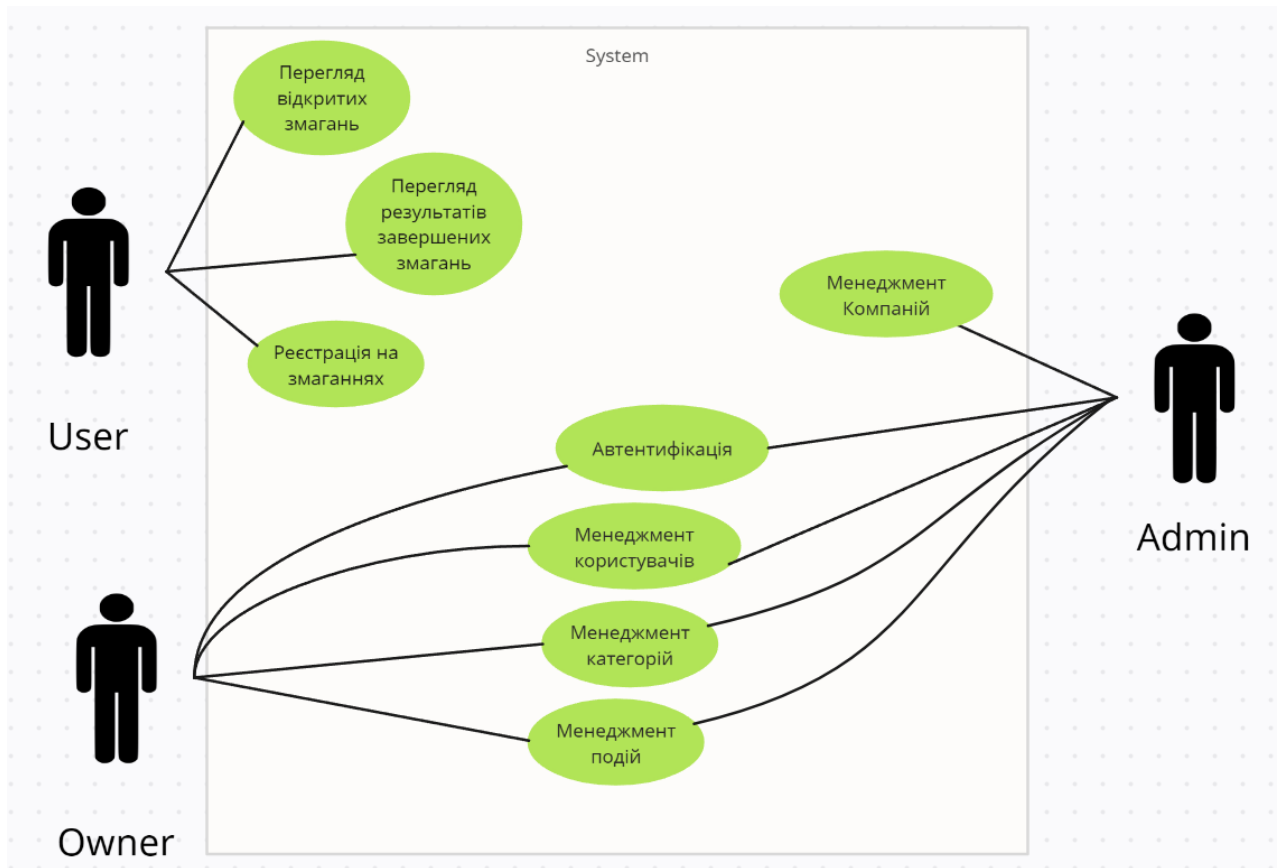 System
Перегляд
відкритих
змагань
Перегляд
результатів
завершених
змагань
Реєстрація на
змаганнях
User
Менеджмент
Компаній
Автентифікація
Менеджмент
користувачів
Менеджмент
категорій
Менеджмент
подій
Admin
Owner